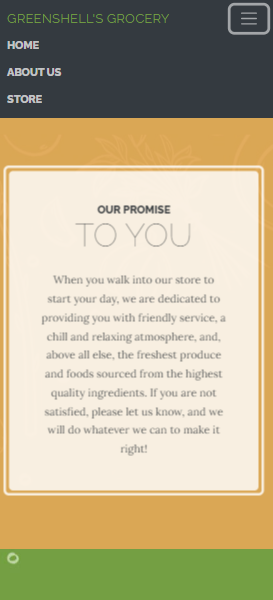 GREENSHELL'S GROCERY
HOME
ABOUT US
STORE
OUR PROMISE
TO YOU
When you walk into our store to
start your day, we are dedicated to
providing you with friendly service, a
chill and relaxing atmosphere, and,
above all else, the freshest produce
and foods sourced from the highest
quality ingredients. If you are not
satisfied, please let us know, and we
will do whatever we can to make it
right!